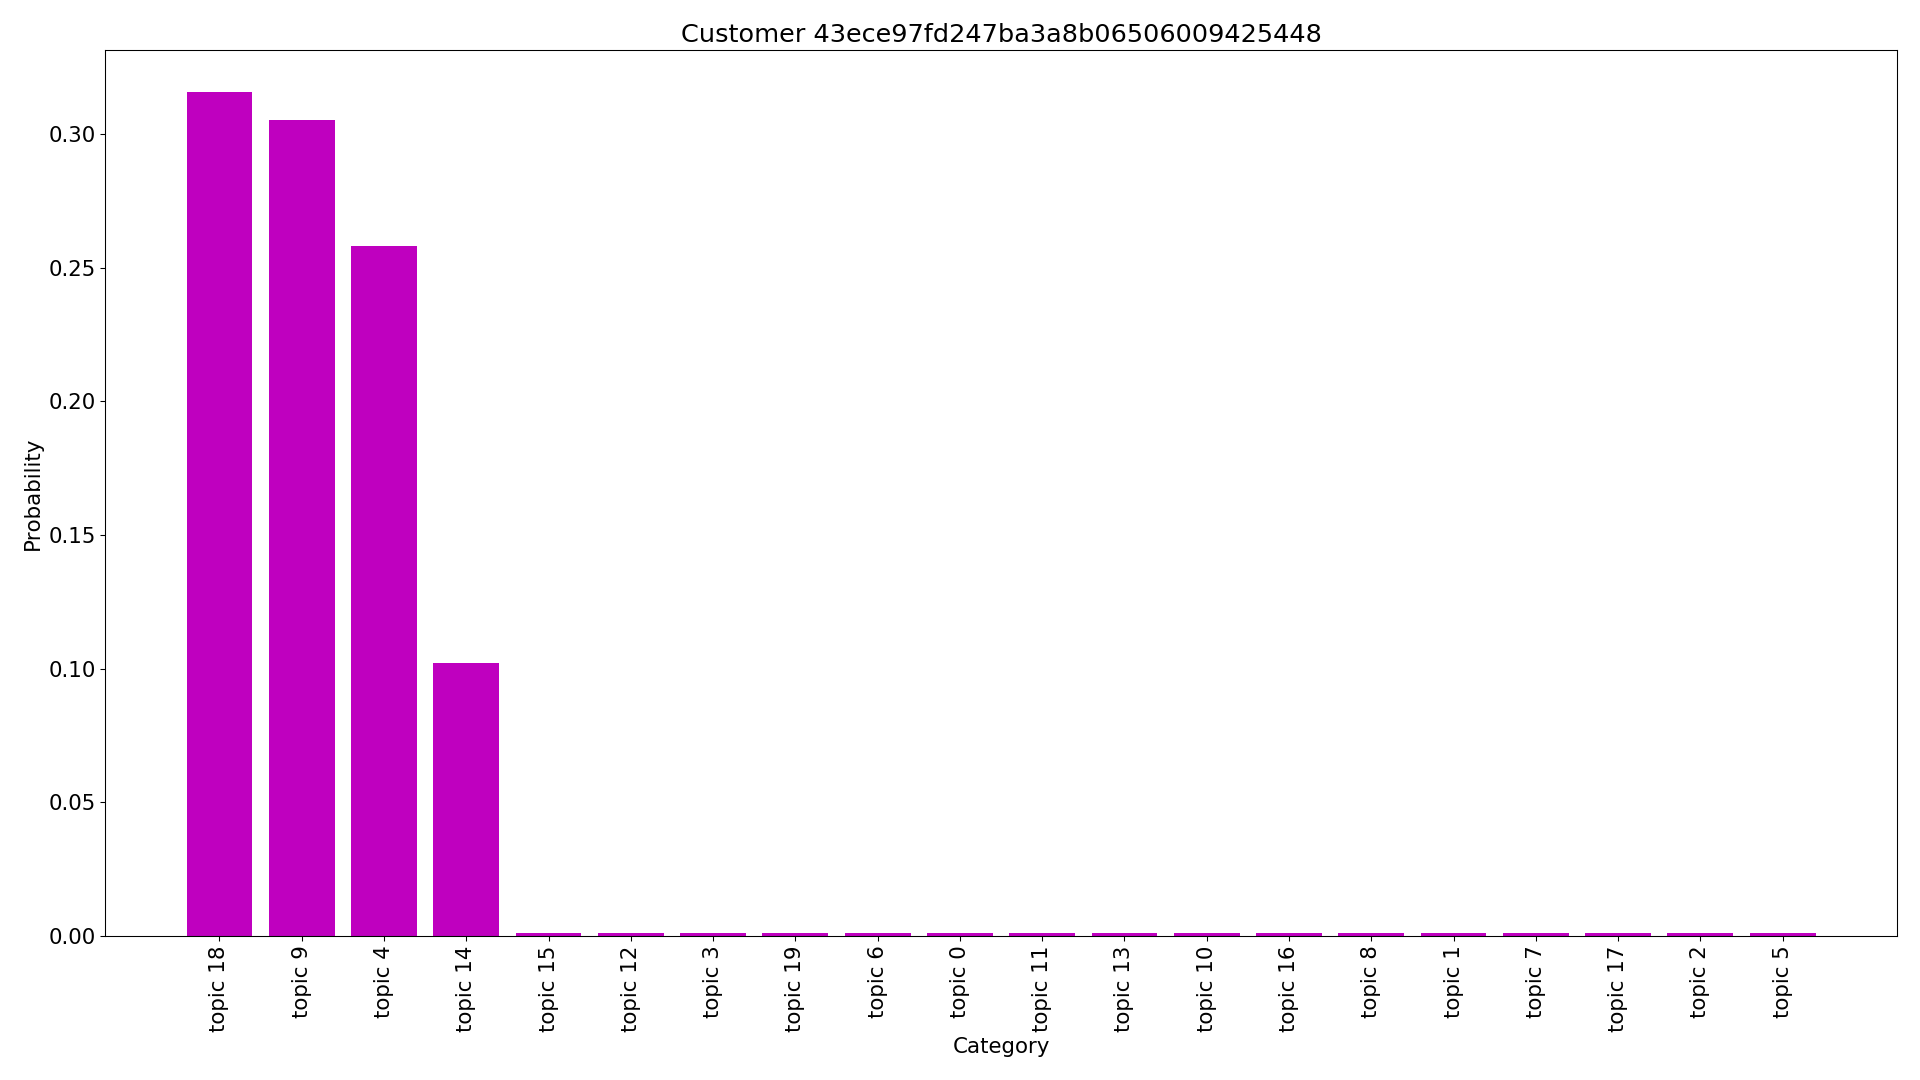 Customer 43ece97fd247ba3a8b06506009425448
Probability
0.30
0.25
0.20
0.15
0.10
0.05
0.00
topic 18
topic 9
topic 4
topic 14
topic 15
topic 12
topic 3
topic 19
topic 6
topic 0
topic 11
topic 13
topic 10
topic 16
topic 8
topic 1
topic 7
topic 17
topic 2
topic 5
Category